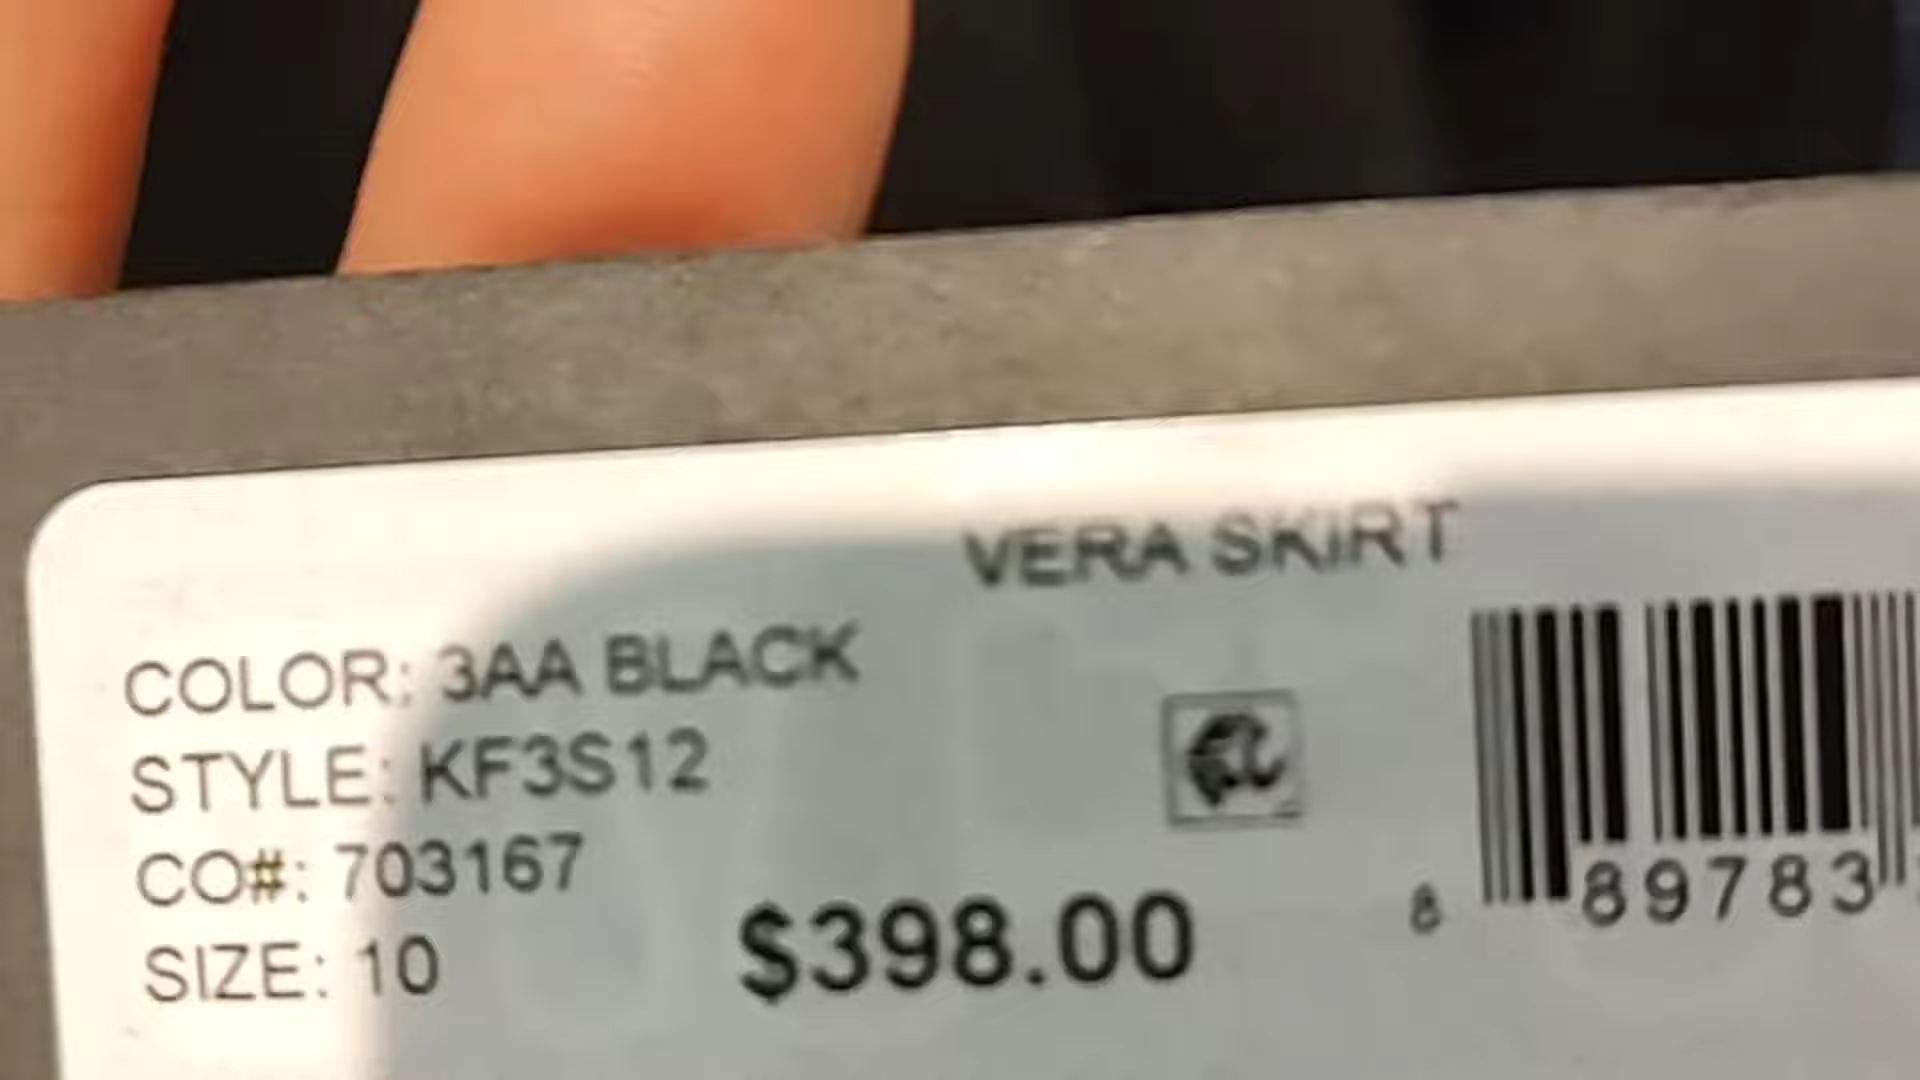 VERA SKIRT
COLOR: 3AA BLACK
STYLE: KF3S12
CO#: 703167
SIZE: 10
$398.00
8 89783